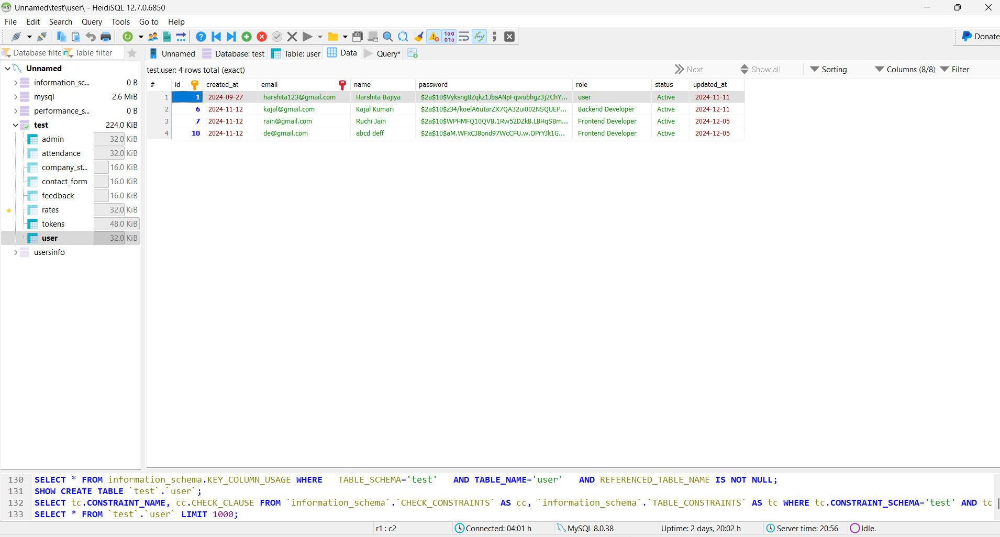 Unnamed\test\user\ - HeidiSQL 12.7.0.6850
File Edit Search Query Tools Go to Help
Donate
Database filte Table filter
Unnamed Database: test Table: user Data Query*
Unnamed
information_sc... 0 B
mysql 2.6 MiB
performance_s... 0 B
test 224.0 KiB
admin 32.0 KiB
attendance 32.0 KiB
company_st... 16.0 KiB
contact_form 16.0 KiB
feedback 16.0 KiB
rates 32.0 KiB
tokens 48.0 KiB
user 32.0 KiB
usersinfo
test.user: 4 rows total (exact) Next Show all Sorting Columns (8/8) Filter
# id created_at email name password role status updated_at
1 1 2024-09-27 harshita123@gmail.com Harshita Bajiya $2a$10$VyksngBZqkz1JbsANpFqwubhgz3j2ChY... user Active 2024-11-11
2 6 2024-11-12 kajal@gmail.com Kajal Kumari $2a$10$z34/koelA6uIarZX7QA32ui002NSQUEP... Backend Developer Active 2024-12-11
3 7 2024-11-12 rain@gmail.com Ruchi Jain $2a$10$WPHMFQ10QVB.1Rw52DZkB.LBHqSBm... Frontend Developer Active 2024-12-05
4 10 2024-11-12 de@gmail.com abcd deff $2a$10$aM.WFxCJ8ond97WcCFU.w.OPrYJk1G... Frontend Developer Active 2024-12-05
130 SELECT * FROM information_schema.KEY_COLUMN_USAGE WHERE TABLE_SCHEMA='test' AND TABLE_NAME='user' AND REFERENCED_TABLE_NAME IS NOT NULL;
131 SHOW CREATE TABLE `test`.`user`;
132 SELECT tc.CONSTRAINT_NAME, cc.CHECK_CLAUSE FROM `information_schema`.`CHECK_CONSTRAINTS` AS cc, `information_schema`.`TABLE_CONSTRAINTS` AS tc WHERE tc.CONSTRAINT_SCHEMA='test' AND tc
133 SELECT * FROM `test`.`user` LIMIT 1000;
r1 : c2 Connected: 04:01 h MySQL 8.0.38 Uptime: 2 days, 20:02 h Server time: 20:56 Idle.